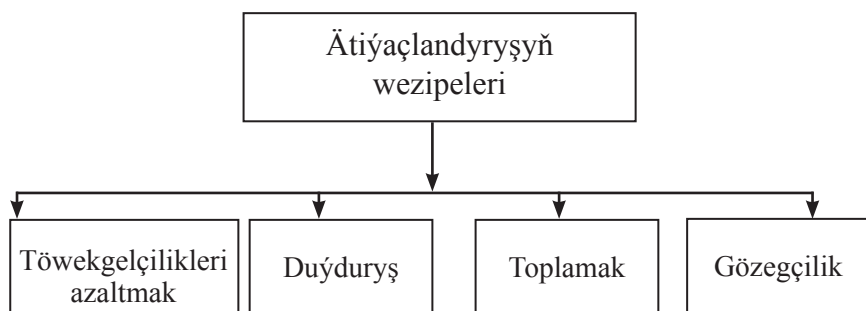 Ätiýaçlandyryşyň
wezipeleri
Töwekgelçilikleri
azaltmak
Duýduryş
Toplamak
Gözegçilik